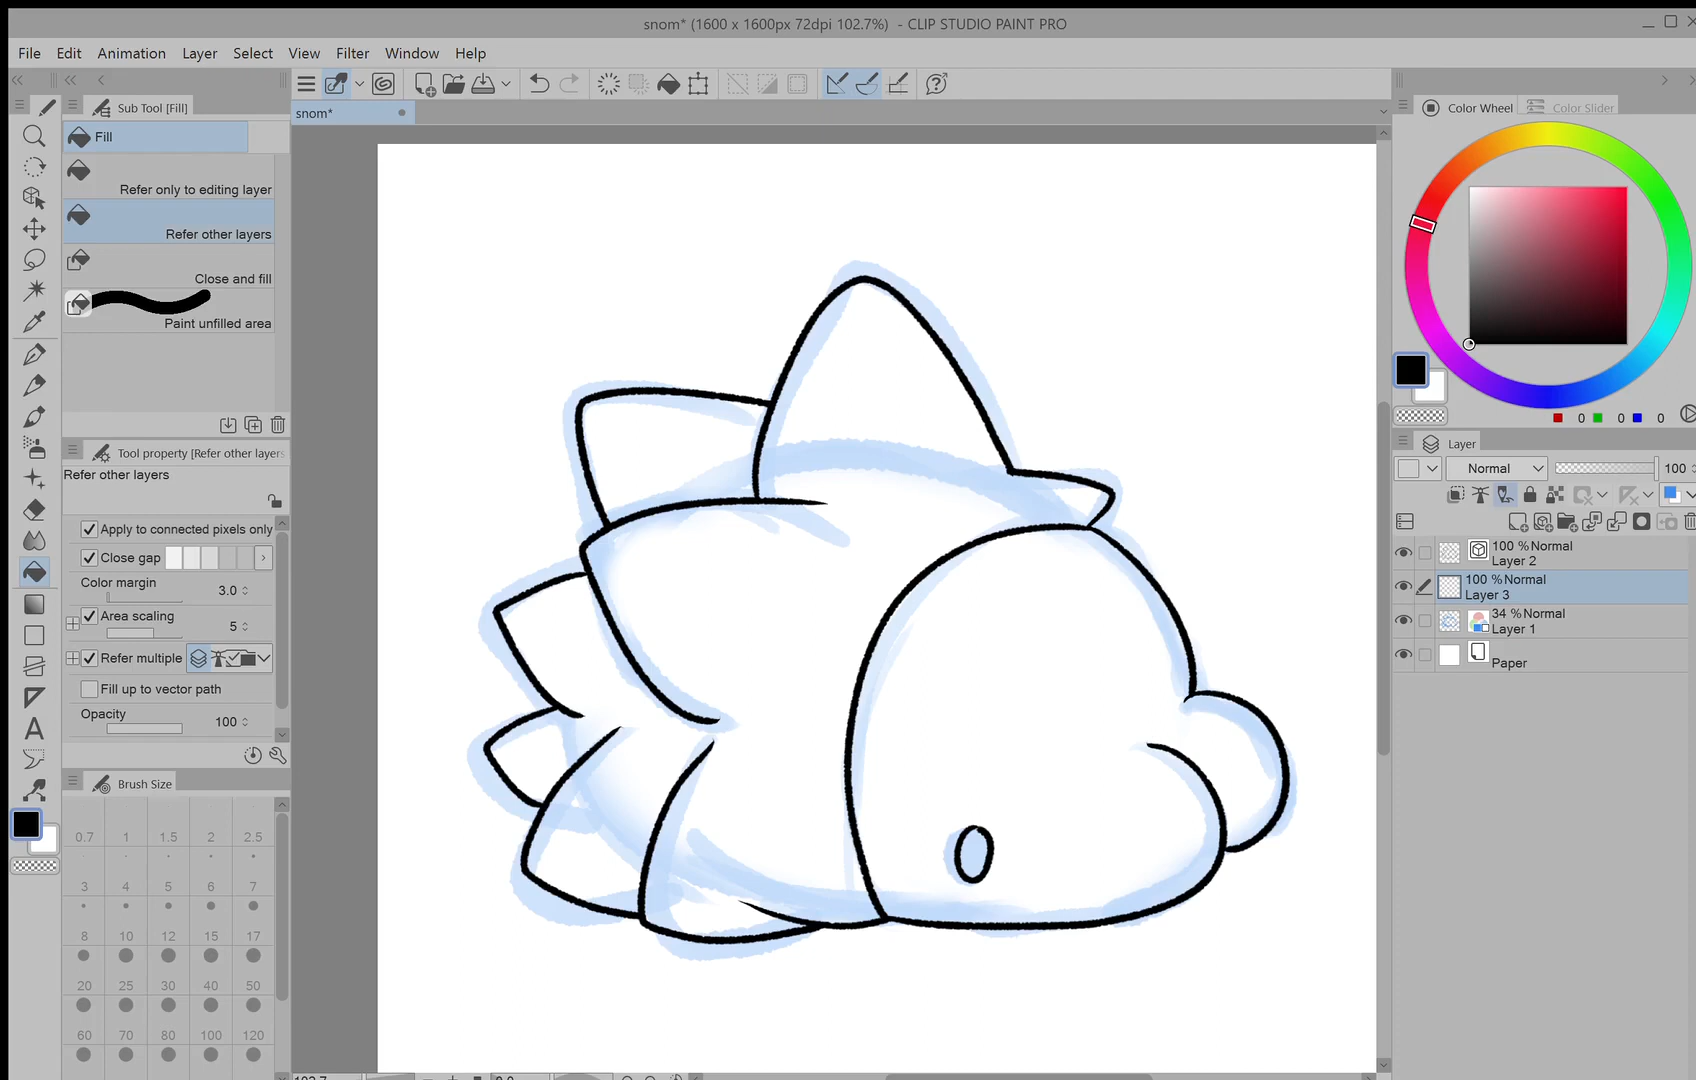 snom* (1600 x 1600px 72dpi 102.7%) - CLIP STUDIO PAINT PRO
File Edit Animation Layer Select View Filter Window Help
Sub Tool [Fill]
snom*
Fill
Refer only to editing layer
Refer other layers
Close and fill
Paint unfilled area
Tool property [Refer other layers
Refer other layers
Apply to connected pixels only
Close gap
Color margin
3.0
Area scaling
5
Refer multiple
Fill up to vector path
Opacity
100
Brush Size
0.7 1 1.5 2 2.5
3 4 5 6 7
8 10 12 15 17
20 25 30 40 50
60 70 80 100 120
Color Wheel Color Slider
0 0 0
Layer
Normal 100
100 % Normal
Layer 2
100 % Normal
Layer 3
34 % Normal
Layer 1
Paper